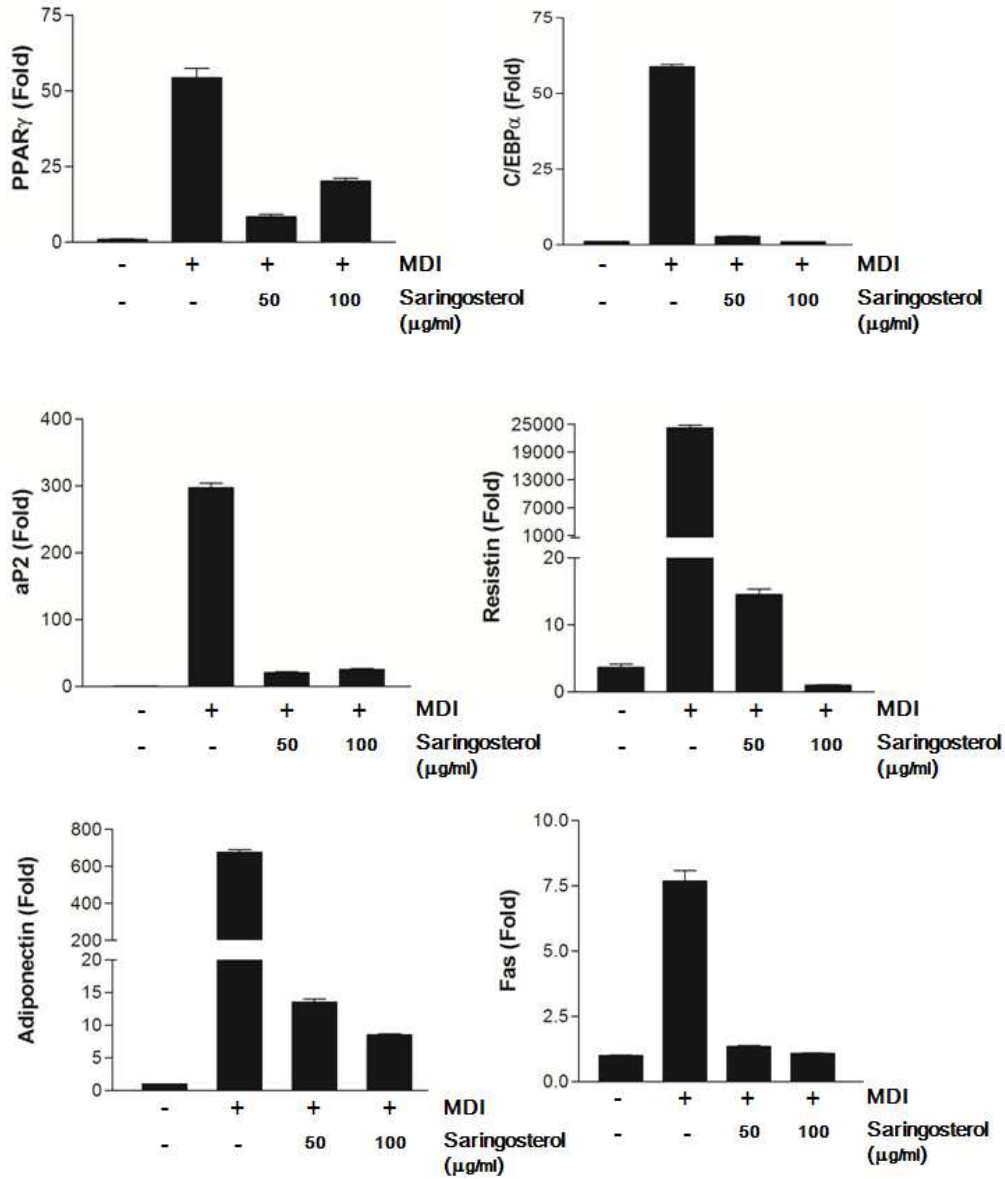 PPARγ (Fold)
75
50
25
0
- + + + MDI
- - 50 100 Saringosterol
(μg/ml)
C/EBPα (Fold)
75
50
25
0
- + + + MDI
- - 50 100 Saringosterol
(μg/ml)
aP2 (Fold)
400
300
200
100
0
- + + + MDI
- - 50 100 Saringosterol
(μg/ml)
Resistin (Fold)
25000
19000
13000
7000
1000
20
10
0
- + + + MDI
- - 50 100 Saringosterol
(μg/ml)
Adiponectin (Fold)
800
600
400
200
20
15
10
5
0
- + + + MDI
- - 50 100 Saringosterol
(μg/ml)
Fas (Fold)
10.0
7.5
5.0
2.5
0.0
- + + + MDI
- - 50 100 Saringosterol
(μg/ml)